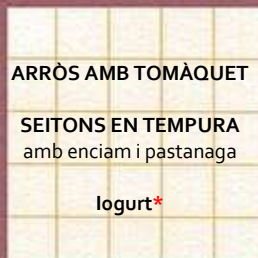 ARRÒS AMB TOMÀQUET
SEITONS EN TEMPURA
amb enciam i pastanaga
Iogurt*